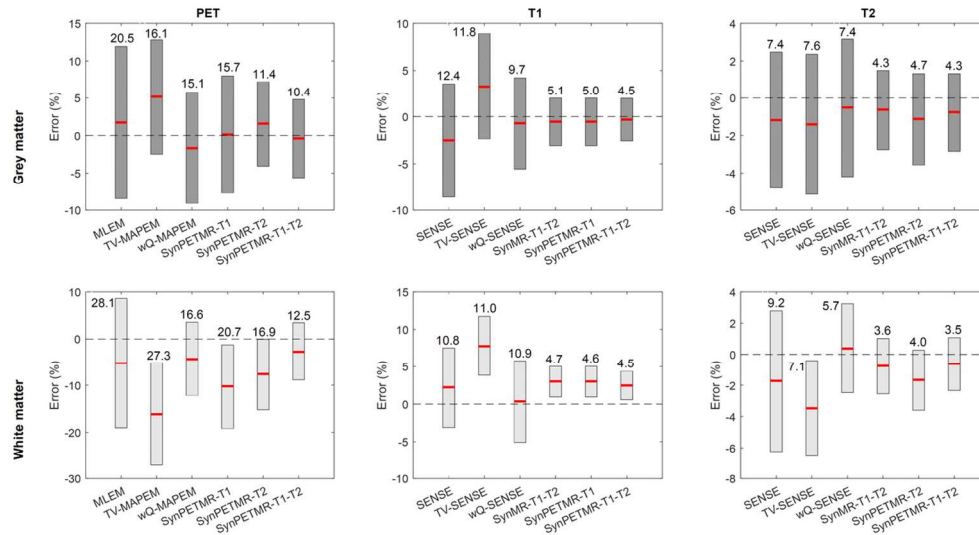 PET
T1
T2
Grey matter
Error (%)
15
10
5
0
-5
-10
20.5
16.1
15.1
15.7
11.4
10.4
MLEM
TV-MAPEM
wQ-MAPEM
SynPETMR-T1
SynPETMR-T2
SynPETMR-T1-T2
Error (%)
10
5
0
-5
-10
12.4
11.8
9.7
5.1
5.0
4.5
SENSE
TV-SENSE
wQ-SENSE
SynMR-T1-T2
SynPETMR-T1
SynPETMR-T1-T2
Error (%)
4
2
0
-2
-4
-6
7.4
7.6
7.4
4.3
4.7
4.3
SENSE
TV-SENSE
wQ-SENSE
SynMR-T1-T2
SynPETMR-T2
SynPETMR-T1-T2
White matter
Error (%)
10
0
-10
-20
-30
28.1
27.3
16.6
20.7
16.9
12.5
MLEM
TV-MAPEM
wQ-MAPEM
SynPETMR-T1
SynPETMR-T2
SynPETMR-T1-T2
Error (%)
15
10
5
0
-5
-10
10.8
11.0
10.9
4.7
4.6
4.5
SENSE
TV-SENSE
wQ-SENSE
SynMR-T1-T2
SynPETMR-T1
SynPETMR-T1-T2
Error (%)
4
2
0
-2
-4
-6
-8
9.2
7.1
5.7
3.6
4.0
3.5
SENSE
TV-SENSE
wQ-SENSE
SynMR-T1-T2
SynPETMR-T2
SynPETMR-T1-T2